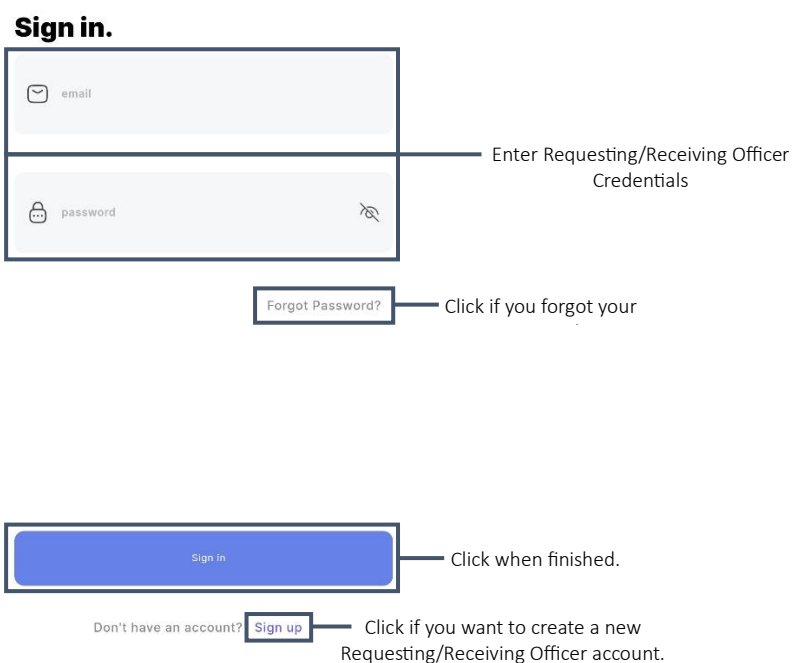 Sign in.
email
Enter Requesting/Receiving Officer
Credentials
password
Forgot Password?
Click if you forgot your
Sign in
Click when finished.
Don't have an account? Sign up
Click if you want to create a new
Requesting/Receiving Officer account.